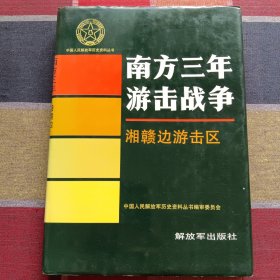 中国人民解放军历史资料丛书
南方三年
游击战争
湘赣边游击区
中国人民解放军历史资料丛书编审委员会
解放军出版社